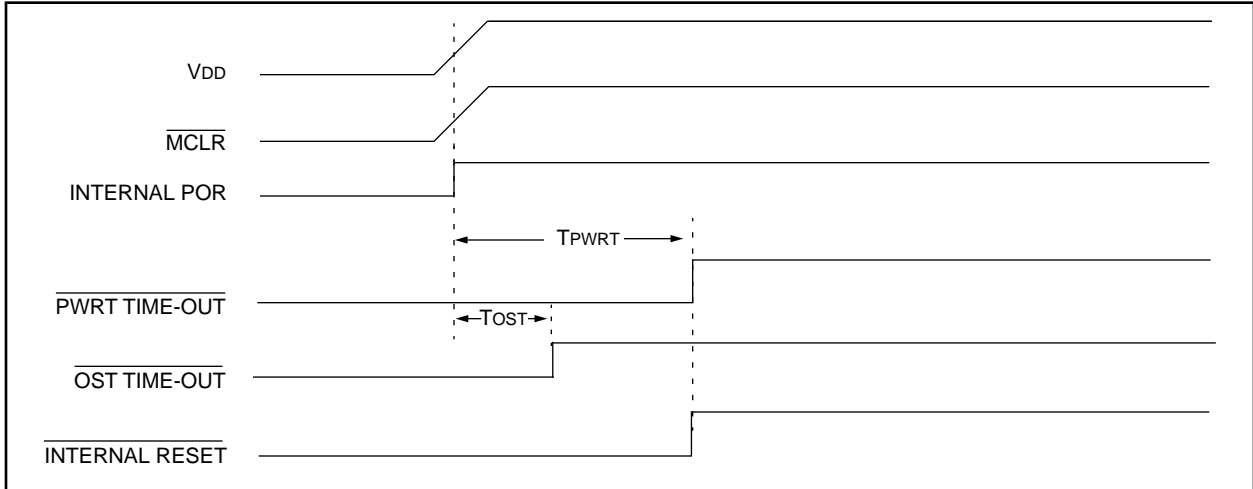 VDD
MCLR
INTERNAL POR
TPWRT
PWRT TIME-OUT
TOST
OST TIME-OUT
INTERNAL RESET